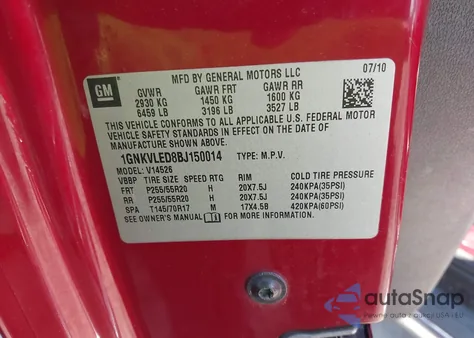 MFD BY GENERAL MOTORS LLC 07/10
GM
GVWR GAWR FRT GAWR RR
2930 KG 1450 KG 1600 KG
6459 LB 3196 LB 3527 LB
THIS VEHICLE CONFORMS TO ALL APPLICABLE U.S. FEDERAL MOTOR
VEHICLE SAFETY STANDARDS IN EFFECT ON THE DATE OF
MANUFACTURE SHOWN ABOVE.
1GNKVLED8BJ150014 TYPE: M.P.V.
MODEL: V14526
VBBP TIRE SIZE SPEED RTG RIM COLD TIRE PRESSURE
FRT P255/55R20 H 20X7.5J 240KPA(35PSI)
RR P255/55R20 H 20X7.5J 240KPA(35PSI)
SPA T145/70R17 M 17X4.5B 420KPA(60PSI)
SEE OWNER'S MANUAL FOR ADDITIONAL INFORMATION.
autoSnap